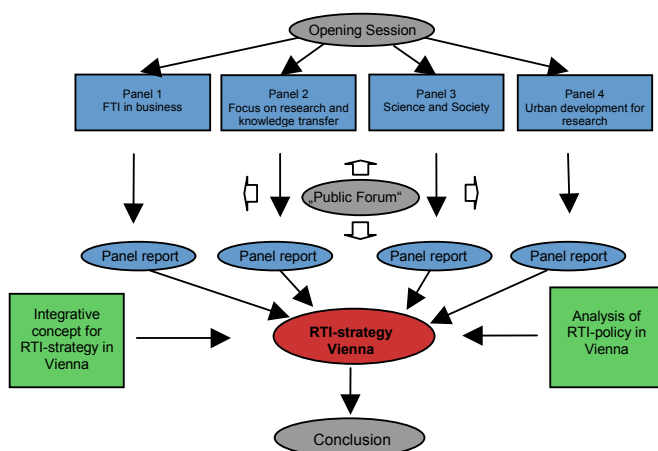 Opening Session
Panel 1
FTI in business
Panel 2
Focus on research and
knowledge transfer
Panel 3
Science and Society
Panel 4
Urban development for
research
„Public Forum“
Panel report
Panel report
Panel report
Panel report
Integrative
concept for
RTI-strategy in
Vienna
RTI-strategy
Vienna
Analysis of
RTI-policy in
Vienna
Conclusion